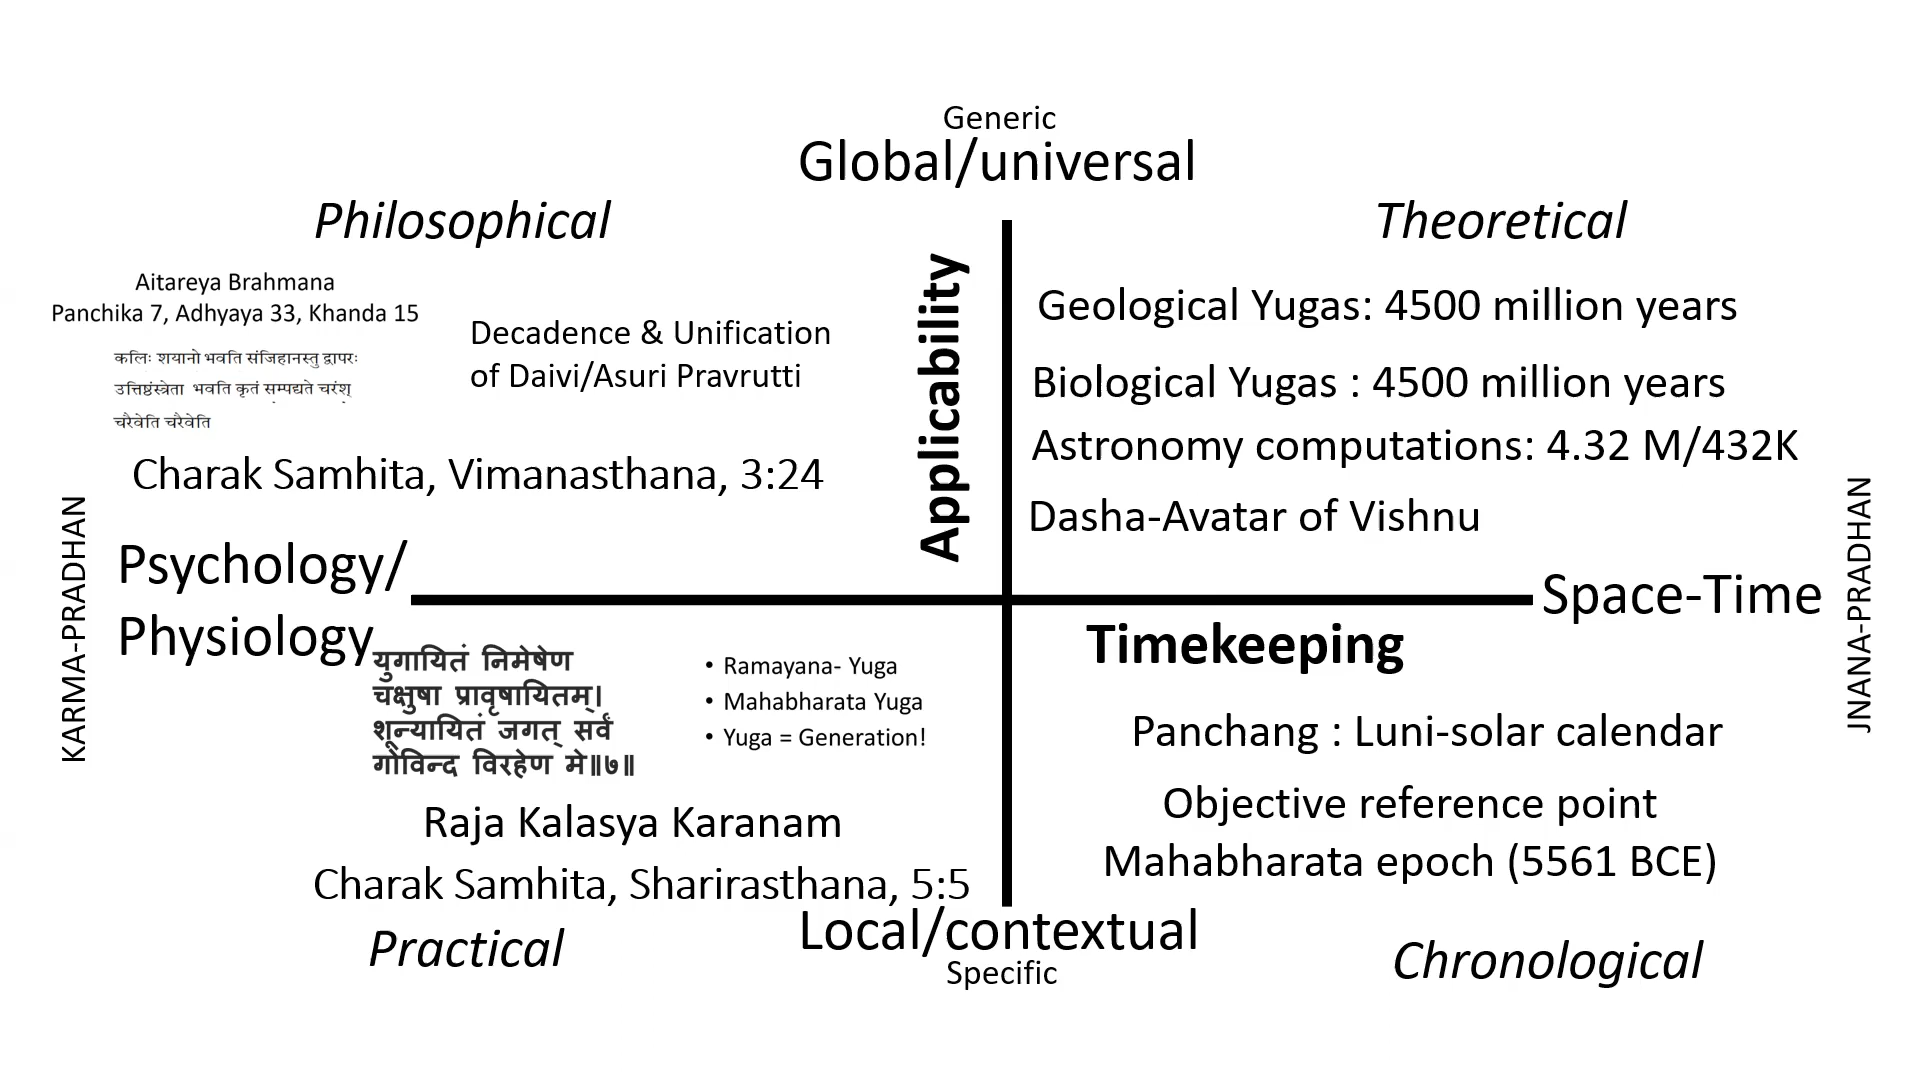 Generic
Global/universal
Philosophical
Theoretical
Aitareya Brahmana
Panchika 7, Adhyaya 33, Khanda 15
कलिः शयानो भवति संजिहानस्तु द्वापरः
उत्तिष्ठंस्त्रेता भवति कृतं सम्पद्यते चरंश्
चरैवेति चरैवेति
Decadence & Unification
of Daivi/Asuri Pravrutti
Charak Samhita, Vimanasthana, 3:24
Applicability
Geological Yugas: 4500 million years
Biological Yugas : 4500 million years
Astronomy computations: 4.32 M/432K
Dasha-Avatar of Vishnu
KARMA-PRADHAN
Psychology/
Physiology
Space-Time
JNANA-PRADHAN
Timekeeping
युगायितं निमेषेण
चक्षुषा प्रावृषायितम्।
शून्यायितं जगत् सर्वं
गोविन्द विरहेण मे॥७॥
• Ramayana- Yuga
• Mahabharata Yuga
• Yuga = Generation!
Raja Kalasya Karanam
Charak Samhita, Sharirasthana, 5:5
Panchang : Luni-solar calendar
Objective reference point
Mahabharata epoch (5561 BCE)
Practical
Local/contextual
Specific
Chronological